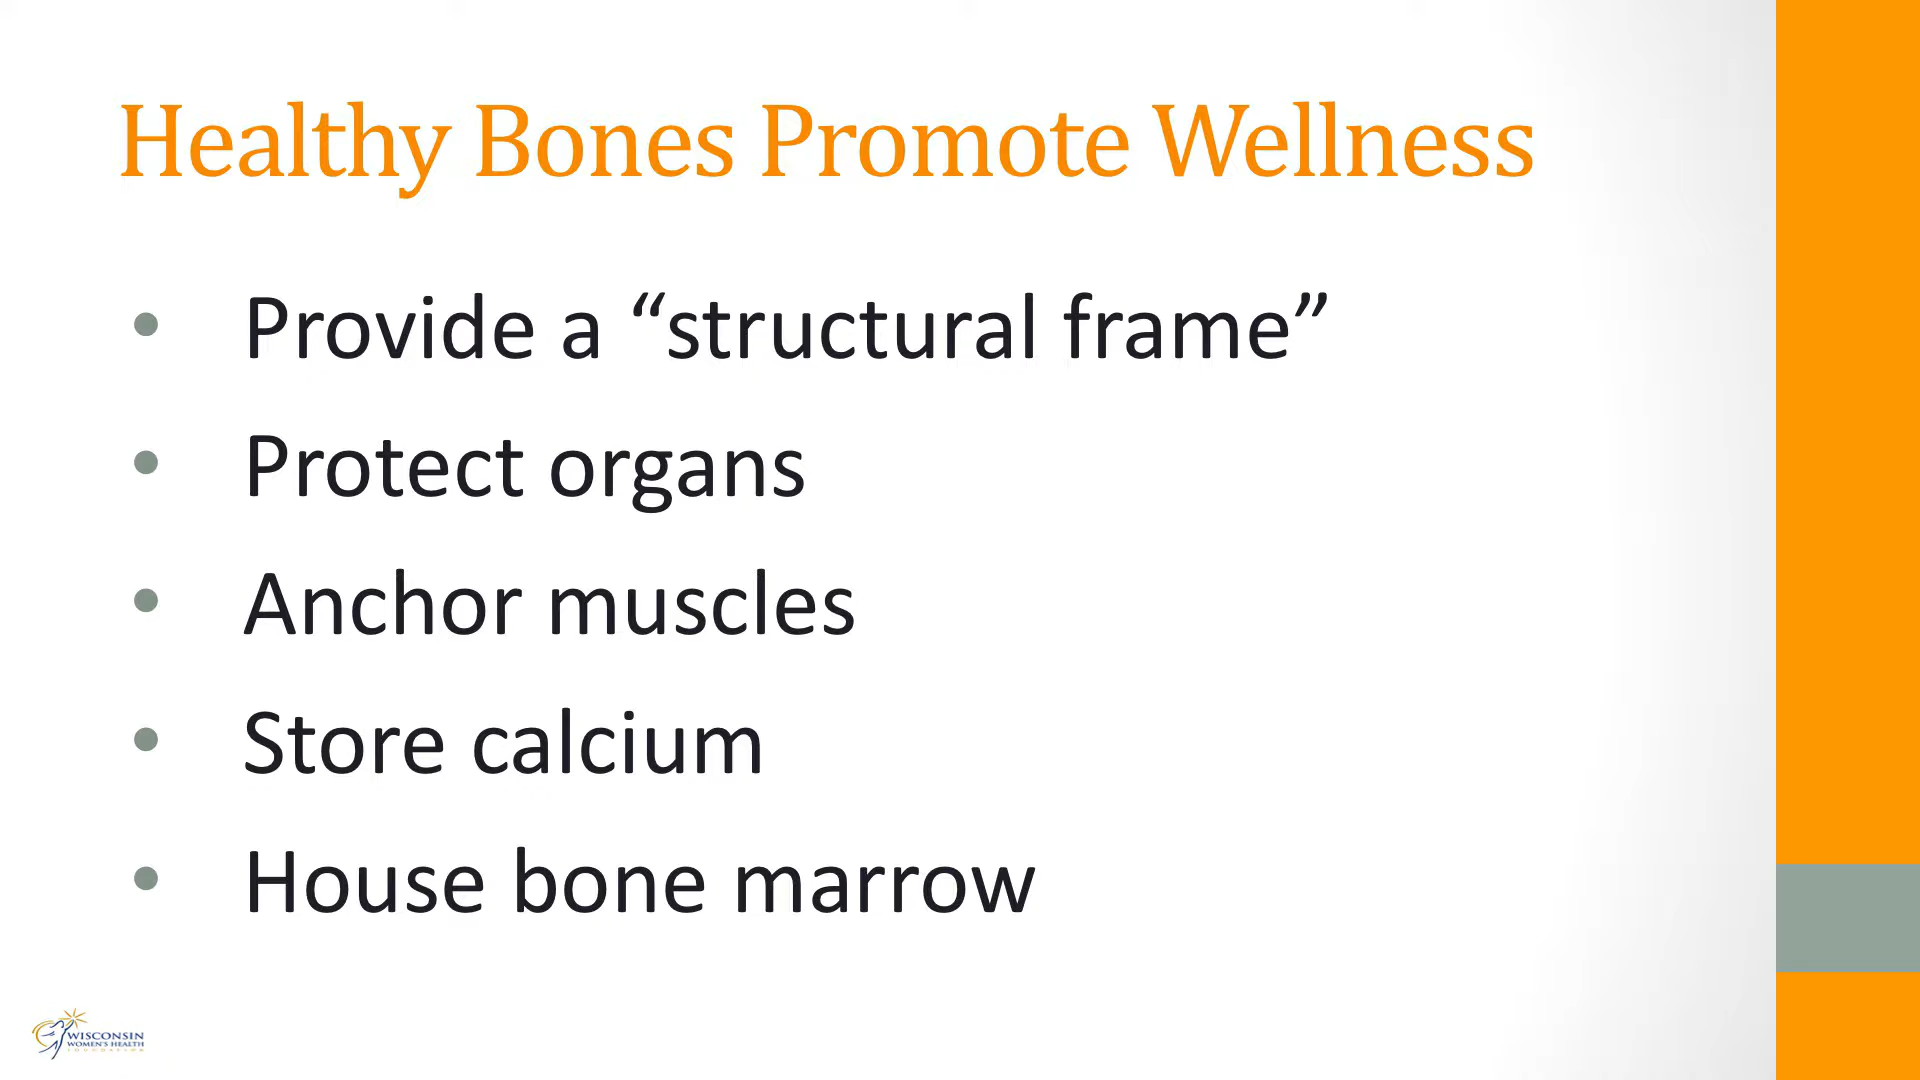 Healthy Bones Promote Wellness
• Provide a “structural frame”
• Protect organs
• Anchor muscles
• Store calcium
• House bone marrow
WISCONSIN
WOMEN'S HEALTH
FOUNDATION